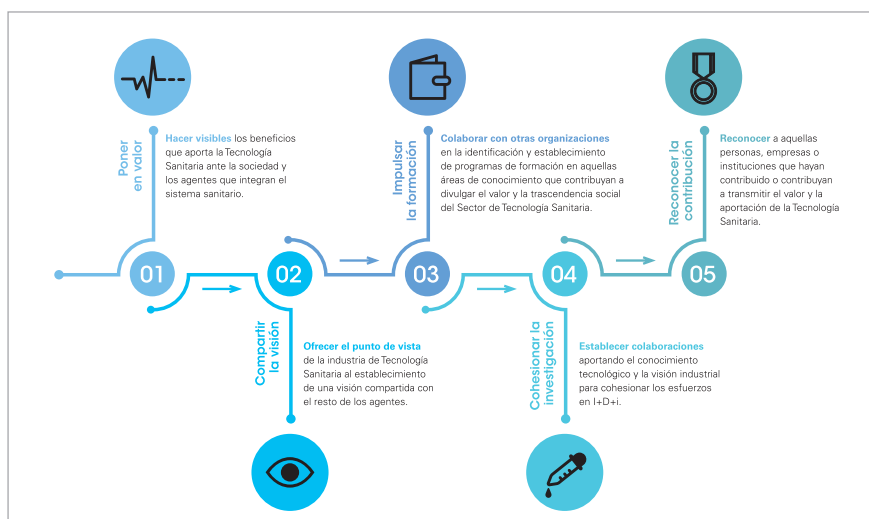 Poner
en valor
Hacer visibles los beneficios
que aporta la Tecnología
Sanitaria ante la sociedad y
los agentes que integran el
sistema sanitario.
01
Compartir
la visión
Ofrecer el punto de vista
de la industria de Tecnología
Sanitaria al establecimiento
de una visión compartida con
el resto de los agentes.
02
Impulsar
la formación
Colaborar con otras organizaciones
en la identificación y establecimiento
de programas de formación en aquellas
áreas de conocimiento que contribuyan a
divulgar el valor y la trascendencia social
del Sector de Tecnología Sanitaria.
03
Cohesionar la
investigación
Establecer colaboraciones
aportando el conocimiento
tecnológico y la visión industrial
para cohesionar los esfuerzos
en I+D+i.
04
Reconocer la
contribución
Reconocer a aquellas
personas, empresas o
instituciones que hayan
contribuido o contribuyan
a transmitir el valor y la
aportación de la Tecnología
Sanitaria.
05